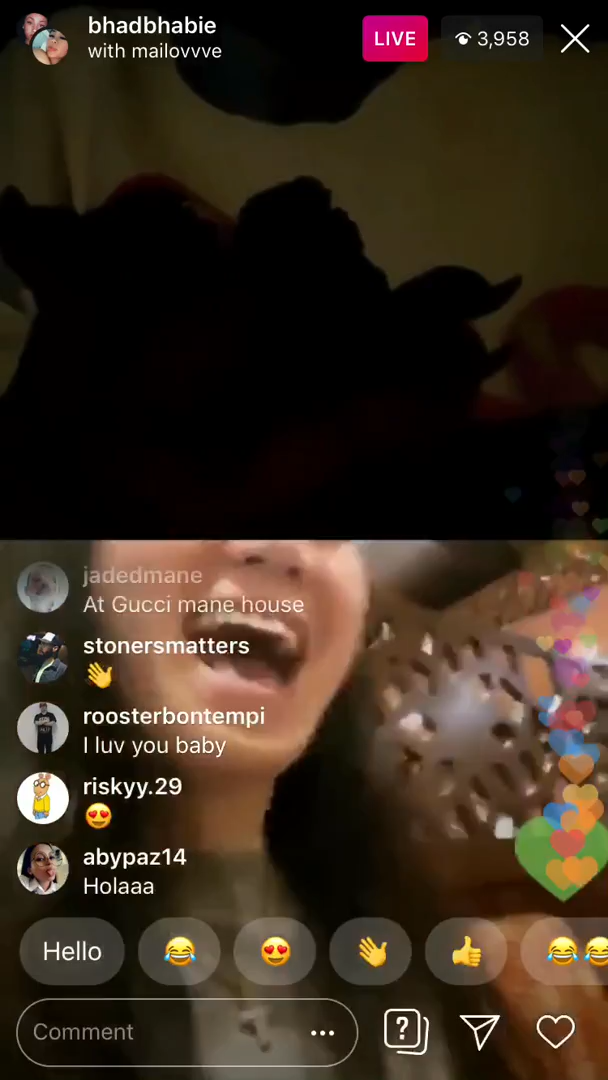 bhadbhabie
with mailovvve
LIVE
3,958
jadedmane
At Gucci mane house
stonersmatters
👋
roosterbontempi
I luv you baby
riskyy.29
😍
abypaz14
Holaaa
Hello 😂 😍 👋 👍 😂😂
Comment